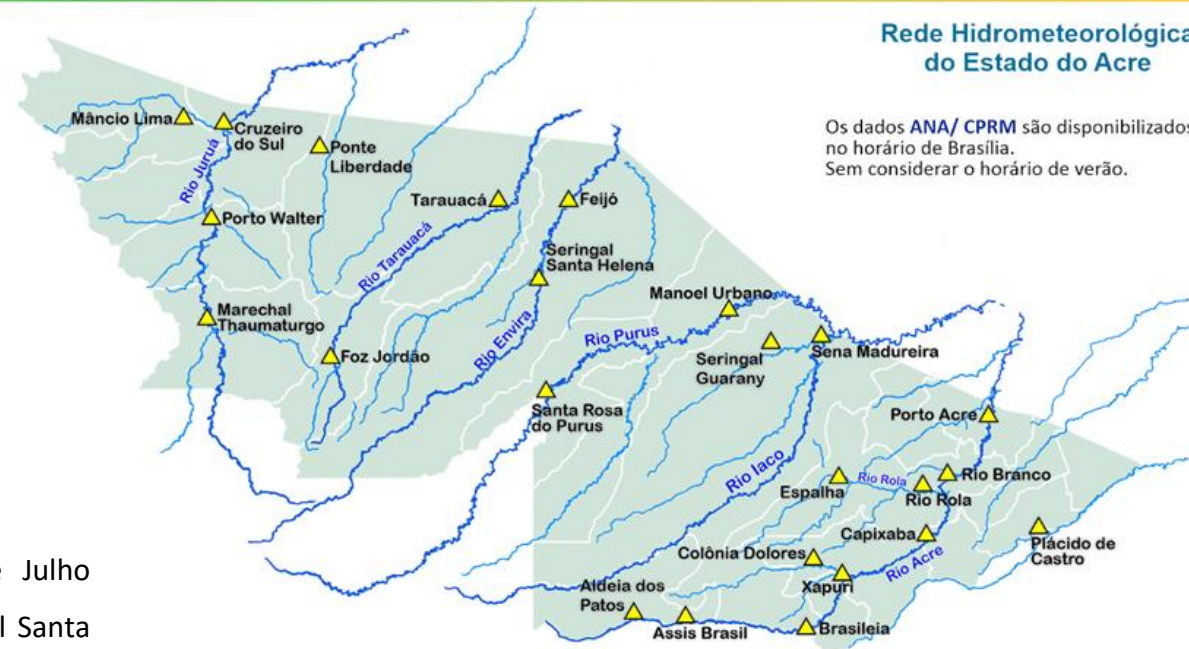 Rede Hidrometeorológica
do Estado do Acre
Os dados ANA/ CPRM são disponibilizados
no horário de Brasília.
Sem considerar o horário de verão.
Mâncio Lima
Cruzeiro
do Sul
Ponte
Liberdade
Rio Juruá
Porto Walter
Tarauacá
Feijó
Rio Tarauacá
Seringal
Santa Helena
Marechal
Thaumaturgo
Foz Jordão
Rio Envira
Rio Purus
Manoel Urbano
Seringal
Guarany
Sena Madureira
Santa Rosa
do Purus
Porto Acre
Rio Iaco
Espalha
Rio Rola
Rio Rola
Rio Branco
Capixaba
Plácido de
Castro
Colônia Dolores
Rio Acre
Xapuri
Aldeia dos
Patos
Assis Brasil
Brasileia
Julho
Santa